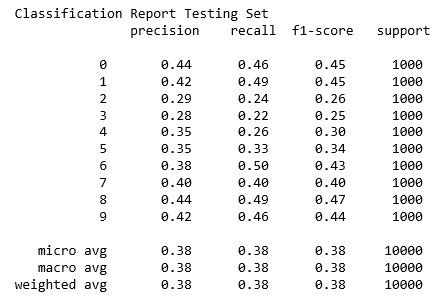 Classification Report Testing Set
precision recall f1-score support
0 0.44 0.46 0.45 1000
1 0.42 0.49 0.45 1000
2 0.29 0.24 0.26 1000
3 0.28 0.22 0.25 1000
4 0.35 0.26 0.30 1000
5 0.35 0.33 0.34 1000
6 0.38 0.50 0.43 1000
7 0.40 0.40 0.40 1000
8 0.44 0.49 0.47 1000
9 0.42 0.46 0.44 1000
micro avg 0.38 0.38 0.38 10000
macro avg 0.38 0.38 0.38 10000
weighted avg 0.38 0.38 0.38 10000